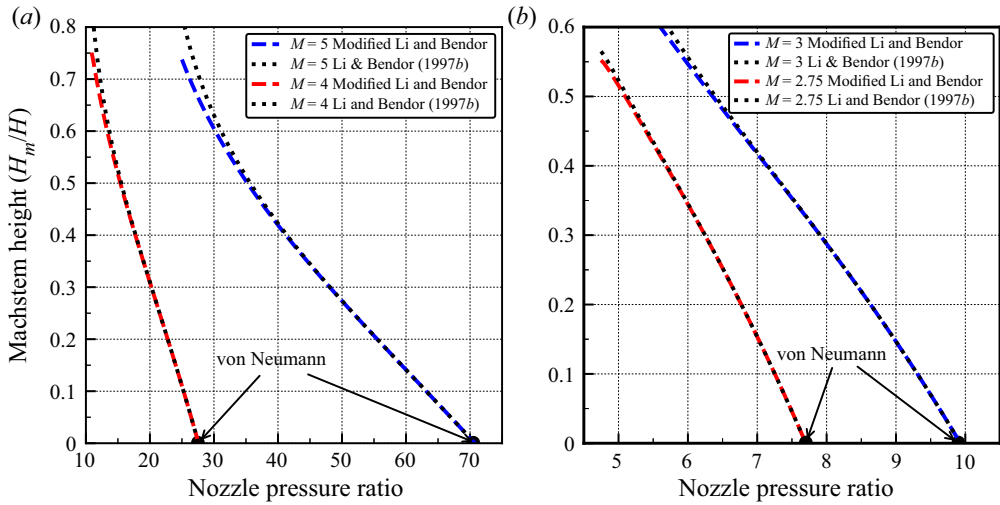 (a)
0.8
0.7
0.6
0.5
0.4
0.3
0.2
0.1
0
Machstem height (H_m/H)
M = 5 Modified Li and Bendor
M = 5 Li & Bendor (1997b)
M = 4 Modified Li and Bendor
M = 4 Li and Bendor (1997b)
von Neumann
10 20 30 40 50 60 70
Nozzle pressure ratio
(b)
0.6
0.5
0.4
0.3
0.2
0.1
0
M = 3 Modified Li and Bendor
M = 3 Li & Bendor (1997b)
M = 2.75 Modified Li and Bendor
M = 2.75 Li and Bendor (1997b)
von Neumann
5 6 7 8 9 10
Nozzle pressure ratio